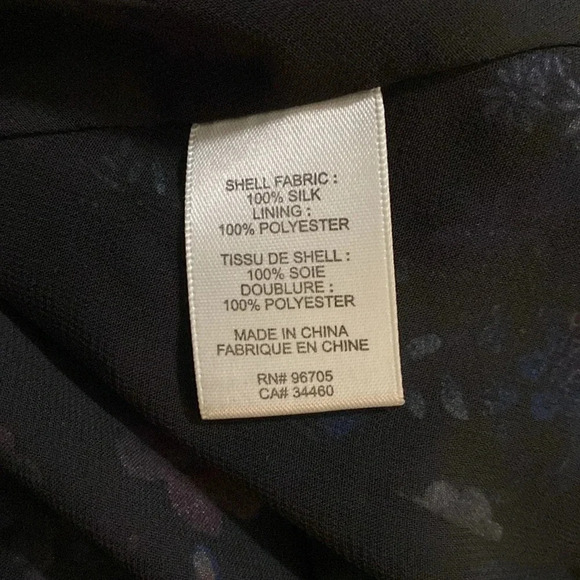 SHELL FABRIC :
100% SILK
LINING :
100% POLYESTER
TISSU DE SHELL :
100% SOIE
DOUBLURE :
100% POLYESTER
MADE IN CHINA
FABRIQUE EN CHINE
RN# 96705
CA# 34460